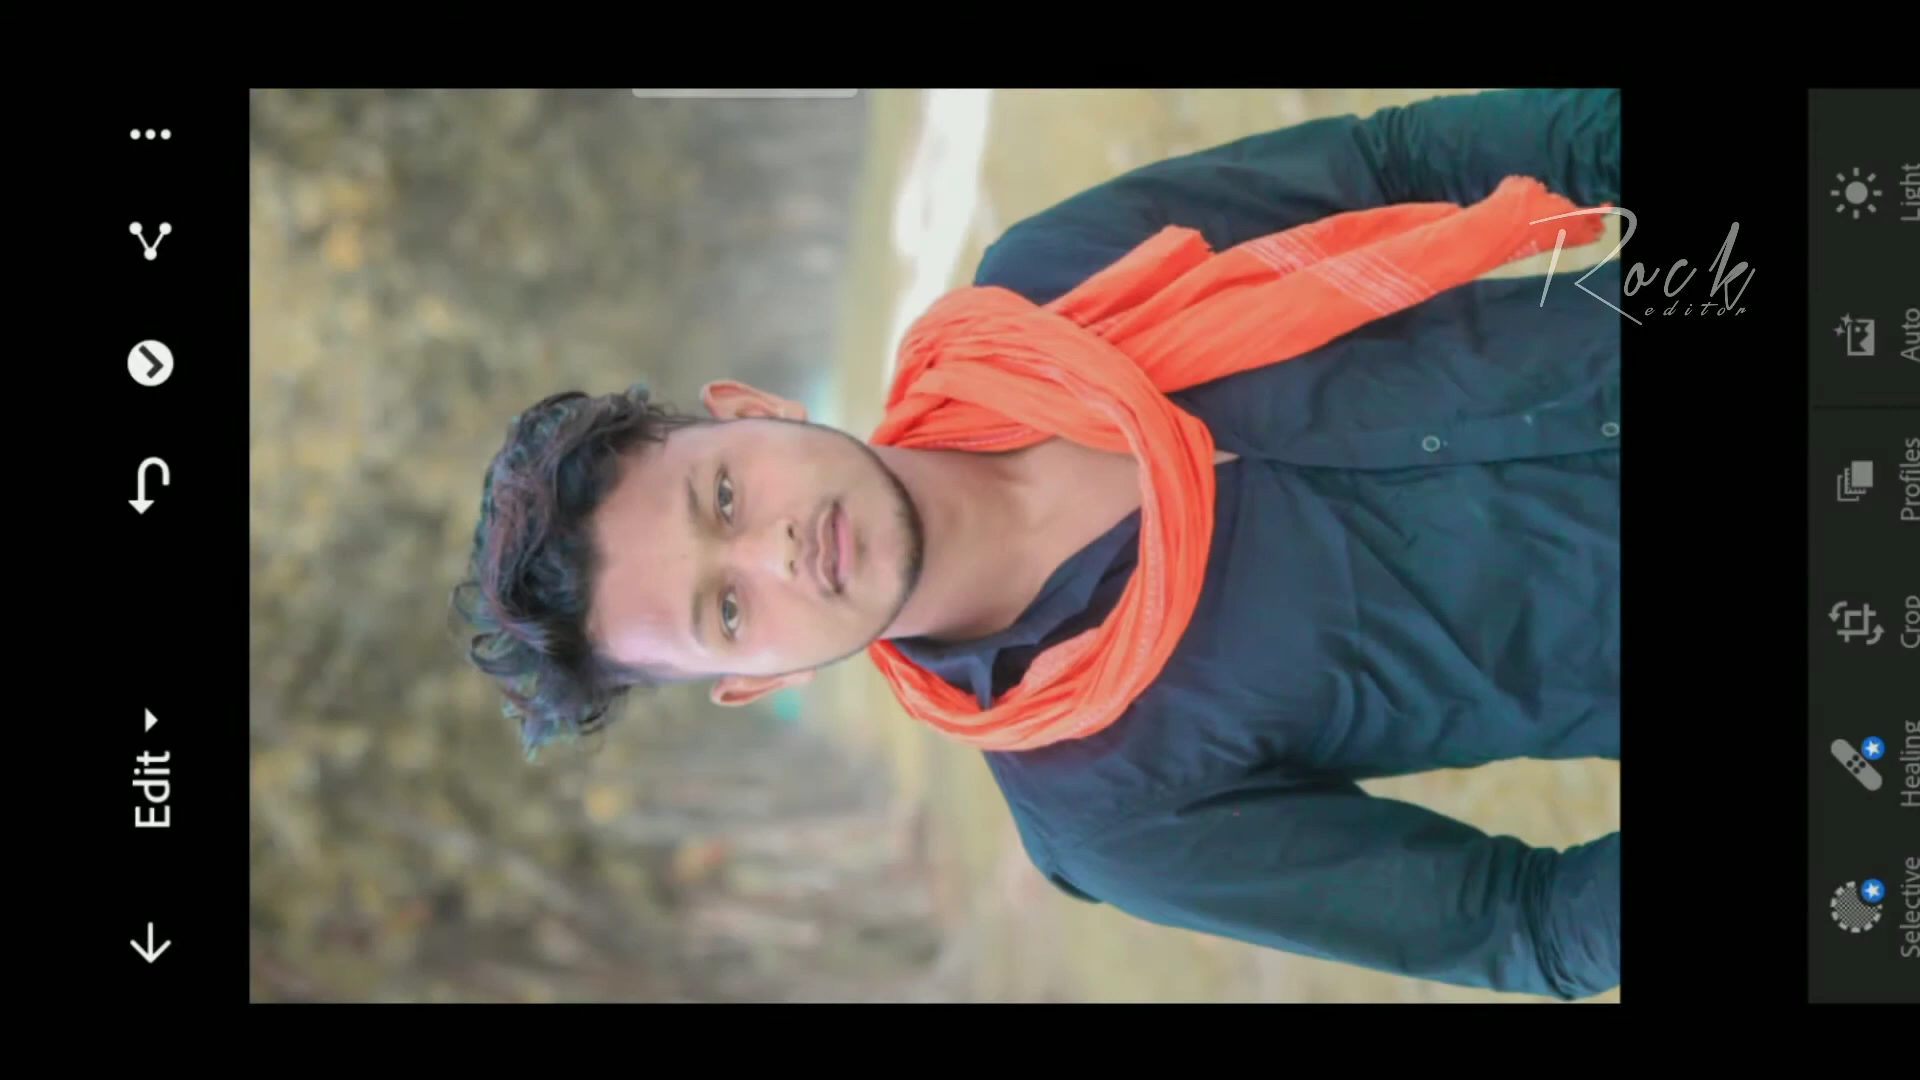 Edit
Rock
editor
Selective
Healing
Crop
Profiles
Auto
Light